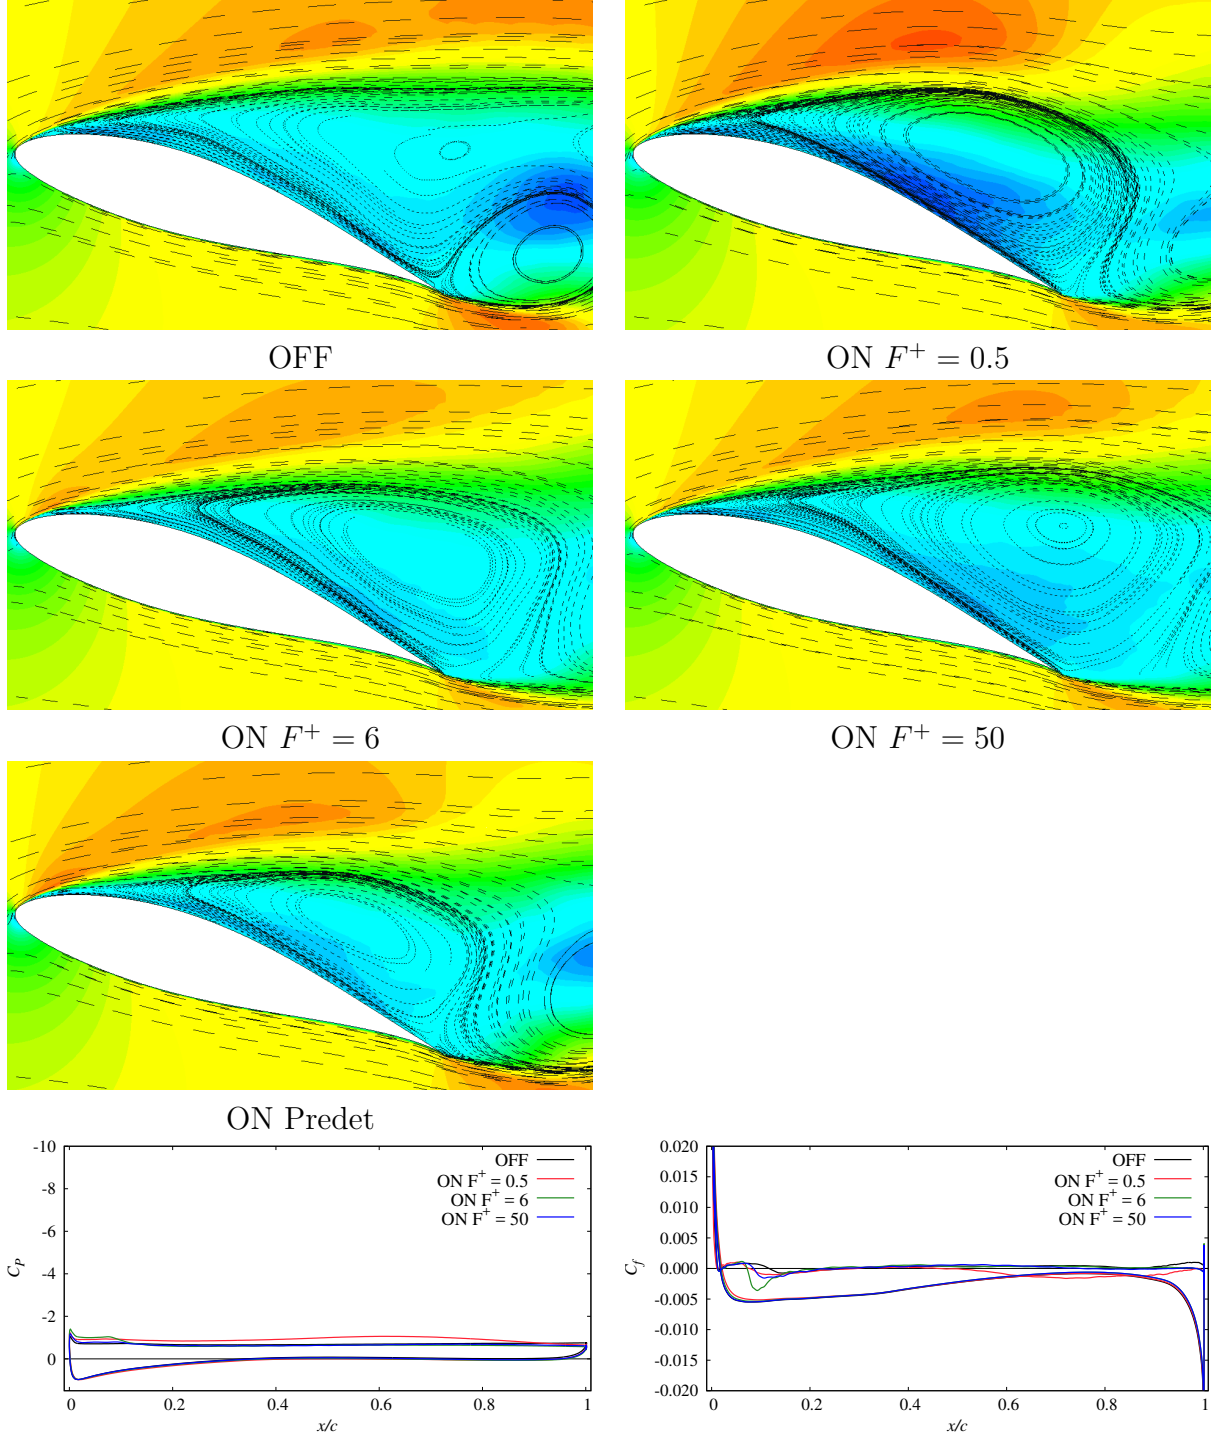 OFF
ON F⁺ = 0.5
ON F⁺ = 6
ON F⁺ = 50
ON Predet
-10
-8
-6
-4
-2
0
C_P
0
0.2
0.4
0.6
0.8
1
x/c
OFF
ON F⁺ = 0.5
ON F⁺ = 6
ON F⁺ = 50
0.020
0.015
0.010
0.005
0.000
-0.005
-0.010
-0.015
-0.020
C_f
0
0.2
0.4
0.6
0.8
1
x/c
OFF
ON F⁺ = 0.5
ON F⁺ = 6
ON F⁺ = 50